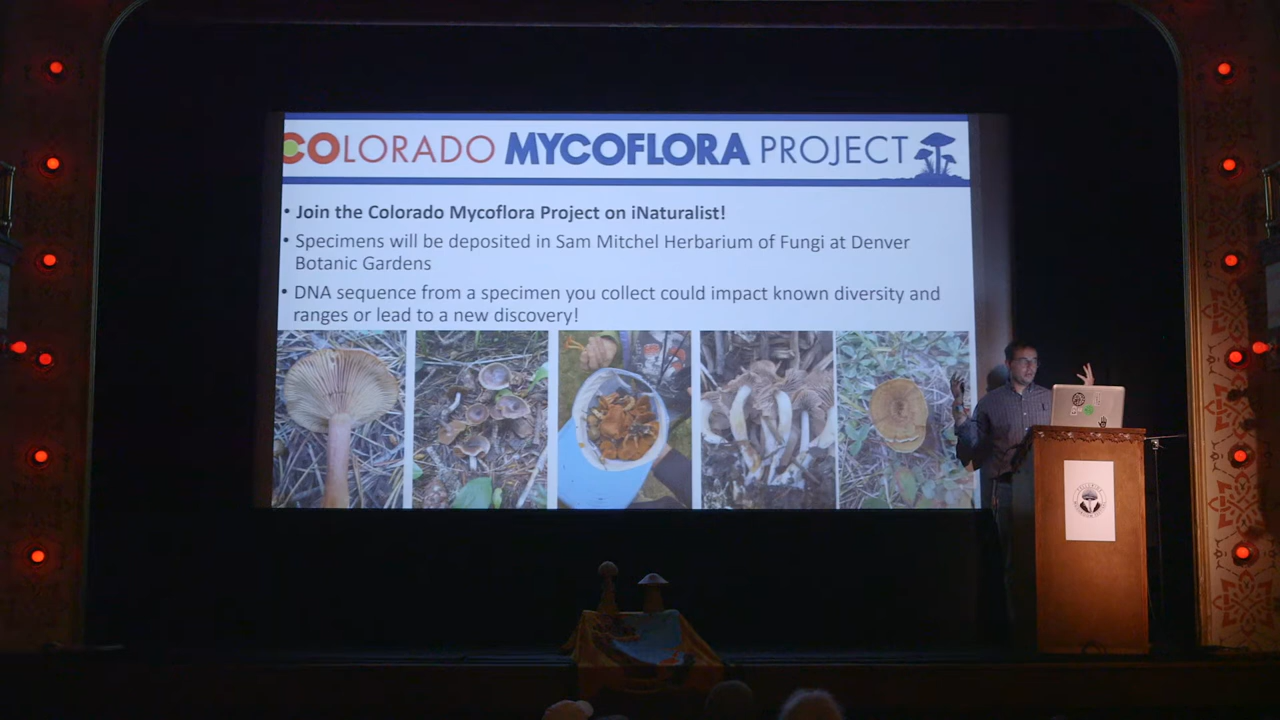 COLORADO MYCOFLORA PROJECT
• Join the Colorado Mycoflora Project on iNaturalist!
• Specimens will be deposited in Sam Mitchel Herbarium of Fungi at Denver
Botanic Gardens
• DNA sequence from a specimen you collect could impact known diversity and
ranges or lead to a new discovery!